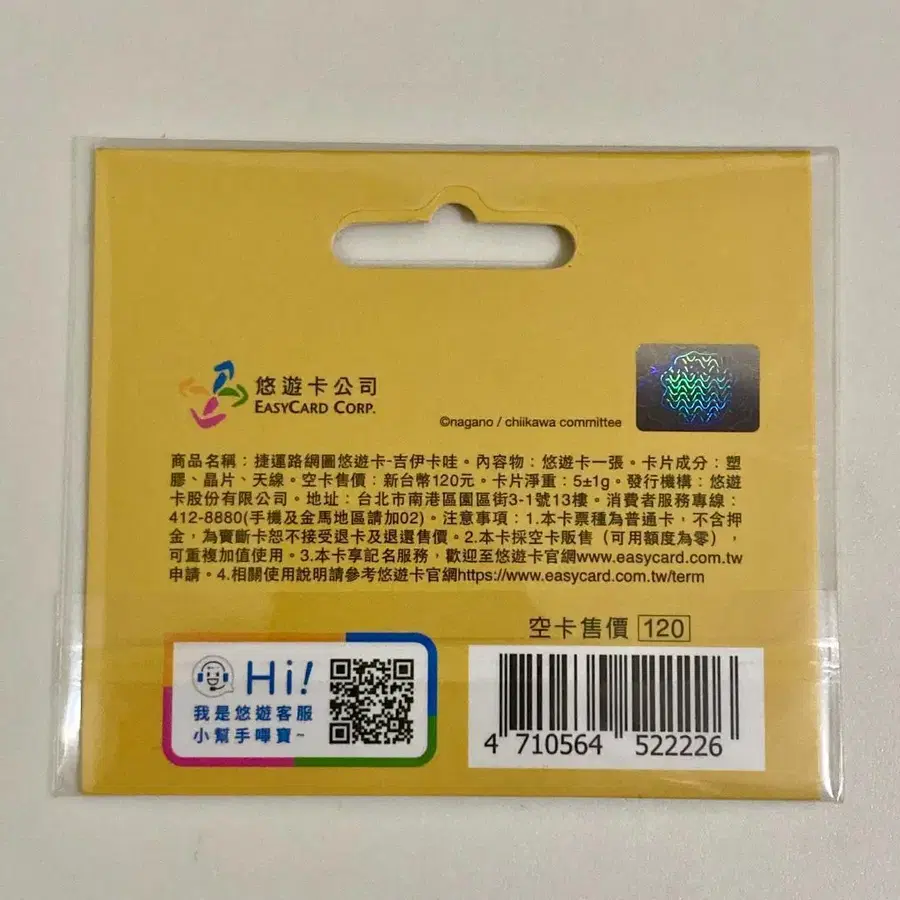 悠遊卡公司
EASYCARD CORP.
©nagano / chiikawa committee
商品名稱：捷運路網圖悠遊卡-吉伊卡哇。內容物：悠遊卡一張。卡片成分：塑
膠、晶片、天線。空卡售價：新台幣120元。卡片淨重：5±1g。發行機構：悠遊
卡股份有限公司。地址：台北市南港區園區街3-1號13樓。消費者服務專線：
412-8880(手機及金馬地區請加02)。注意事項：1.本卡票種為普通卡，不含押
金，為賣斷卡恕不接受退卡及退還售價。2.本卡採空卡販售（可用額度為零），
可重複加值使用。3.本卡享記名服務，歡迎至悠遊卡官網www.easycard.com.tw
申請。4.相關使用說明請參考悠遊卡官網https://www.easycard.com.tw/term
空卡售價 120
Hi!
我是悠遊客服
小幫手嗶寶~
4 710564 522226